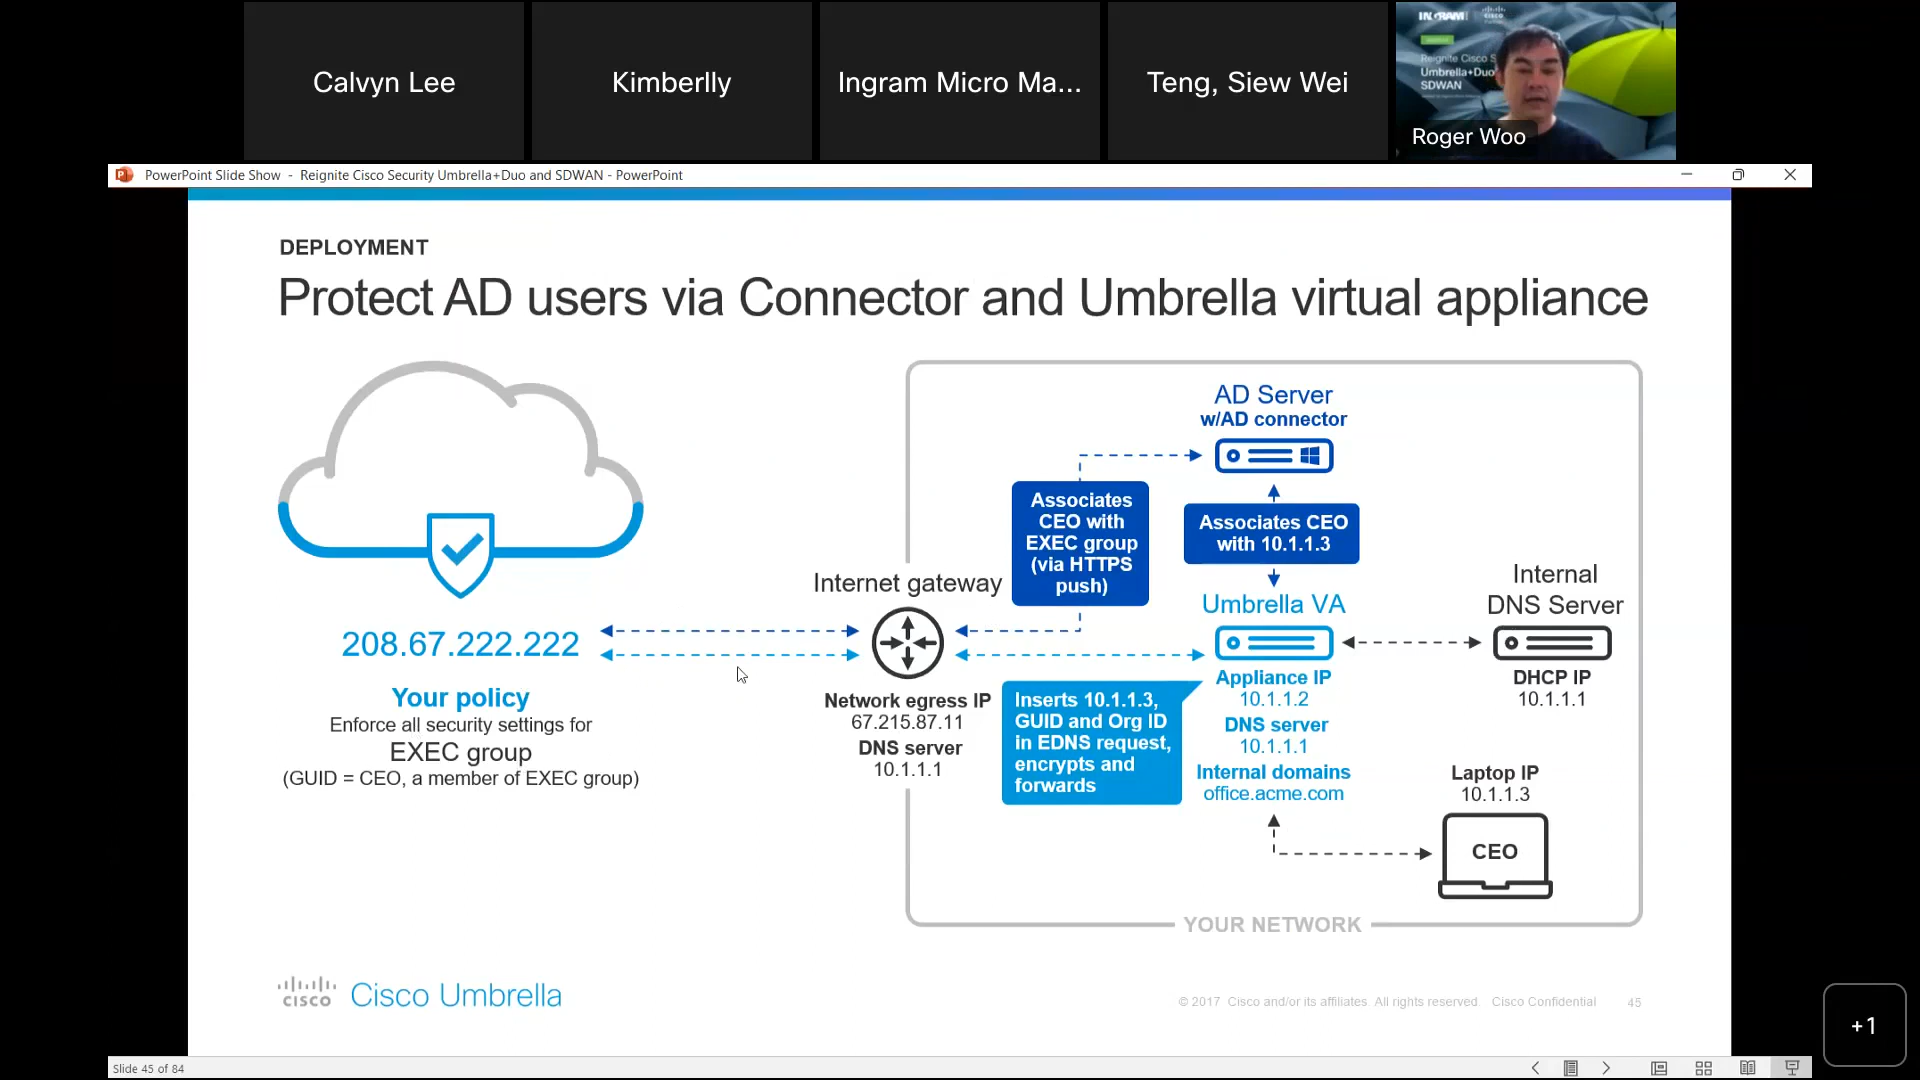 Calvyn Lee
Kimberlly
Ingram Micro Ma...
Teng, Siew Wei
INGRAM
CISCO
Reignite Cisco S
Umbrella+Duo
SDWAN
Roger Woo
PowerPoint Slide Show - Reignite Cisco Security Umbrella+Duo and SDWAN - PowerPoint
DEPLOYMENT
Protect AD users via Connector and Umbrella virtual appliance
208.67.222.222
Your policy
Enforce all security settings for
EXEC group
(GUID = CEO, a member of EXEC group)
Internet gateway
Network egress IP
67.215.87.11
DNS server
10.1.1.1
Associates
CEO with
EXEC group
(via HTTPS
push)
AD Server
w/AD connector
Associates CEO
with 10.1.1.3
Umbrella VA
Appliance IP
10.1.1.2
DNS server
10.1.1.1
Internal domains
office.acme.com
Inserts 10.1.1.3,
GUID and Org ID
in EDNS request,
encrypts and
forwards
Internal
DNS Server
DHCP IP
10.1.1.1
Laptop IP
10.1.1.3
CEO
YOUR NETWORK
CISCO Cisco Umbrella
© 2017 Cisco and/or its affiliates. All rights reserved. Cisco Confidential 45
+1
Slide 45 of 84